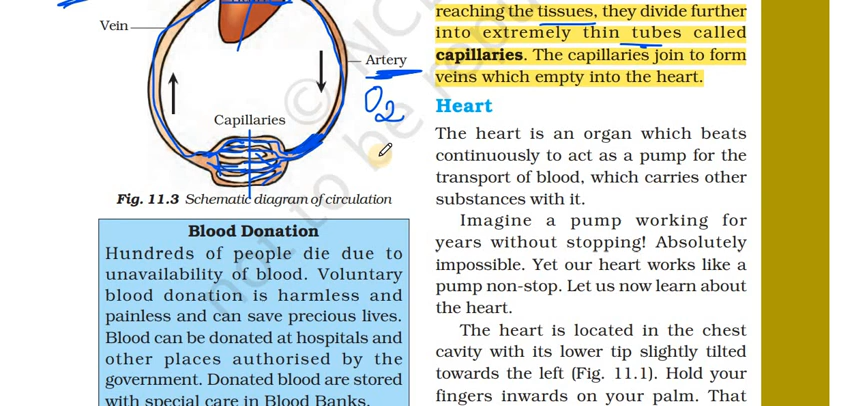 Vein
Artery
O2
Capillaries
Fig. 11.3 Schematic diagram of circulation
Blood Donation
Hundreds of people die due to
unavailability of blood. Voluntary
blood donation is harmless and
painless and can save precious lives.
Blood can be donated at hospitals and
other places authorised by the
government. Donated blood are stored
with special care in Blood Banks.
reaching the tissues, they divide further
into extremely thin tubes called
capillaries. The capillaries join to form
veins which empty into the heart.
Heart
The heart is an organ which beats
continuously to act as a pump for the
transport of blood, which carries other
substances with it.
Imagine a pump working for
years without stopping! Absolutely
impossible. Yet our heart works like a
pump non-stop. Let us now learn about
the heart.
The heart is located in the chest
cavity with its lower tip slightly tilted
towards the left (Fig. 11.1). Hold your
fingers inwards on your palm. That
© NC
not to be re